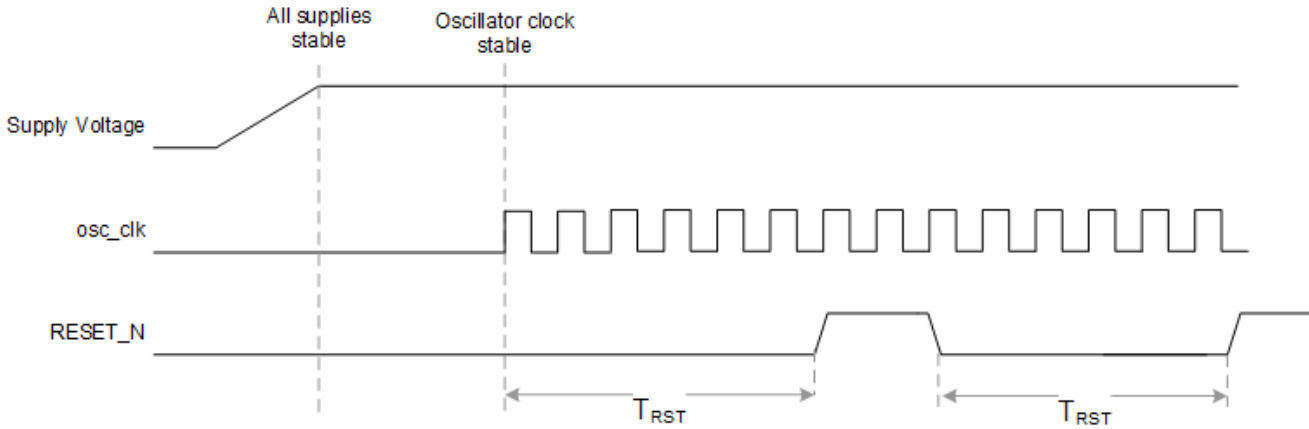 All supplies
stable
Oscillator clock
stable
Supply Voltage
osc_clk
RESET_N
TRST
TRST